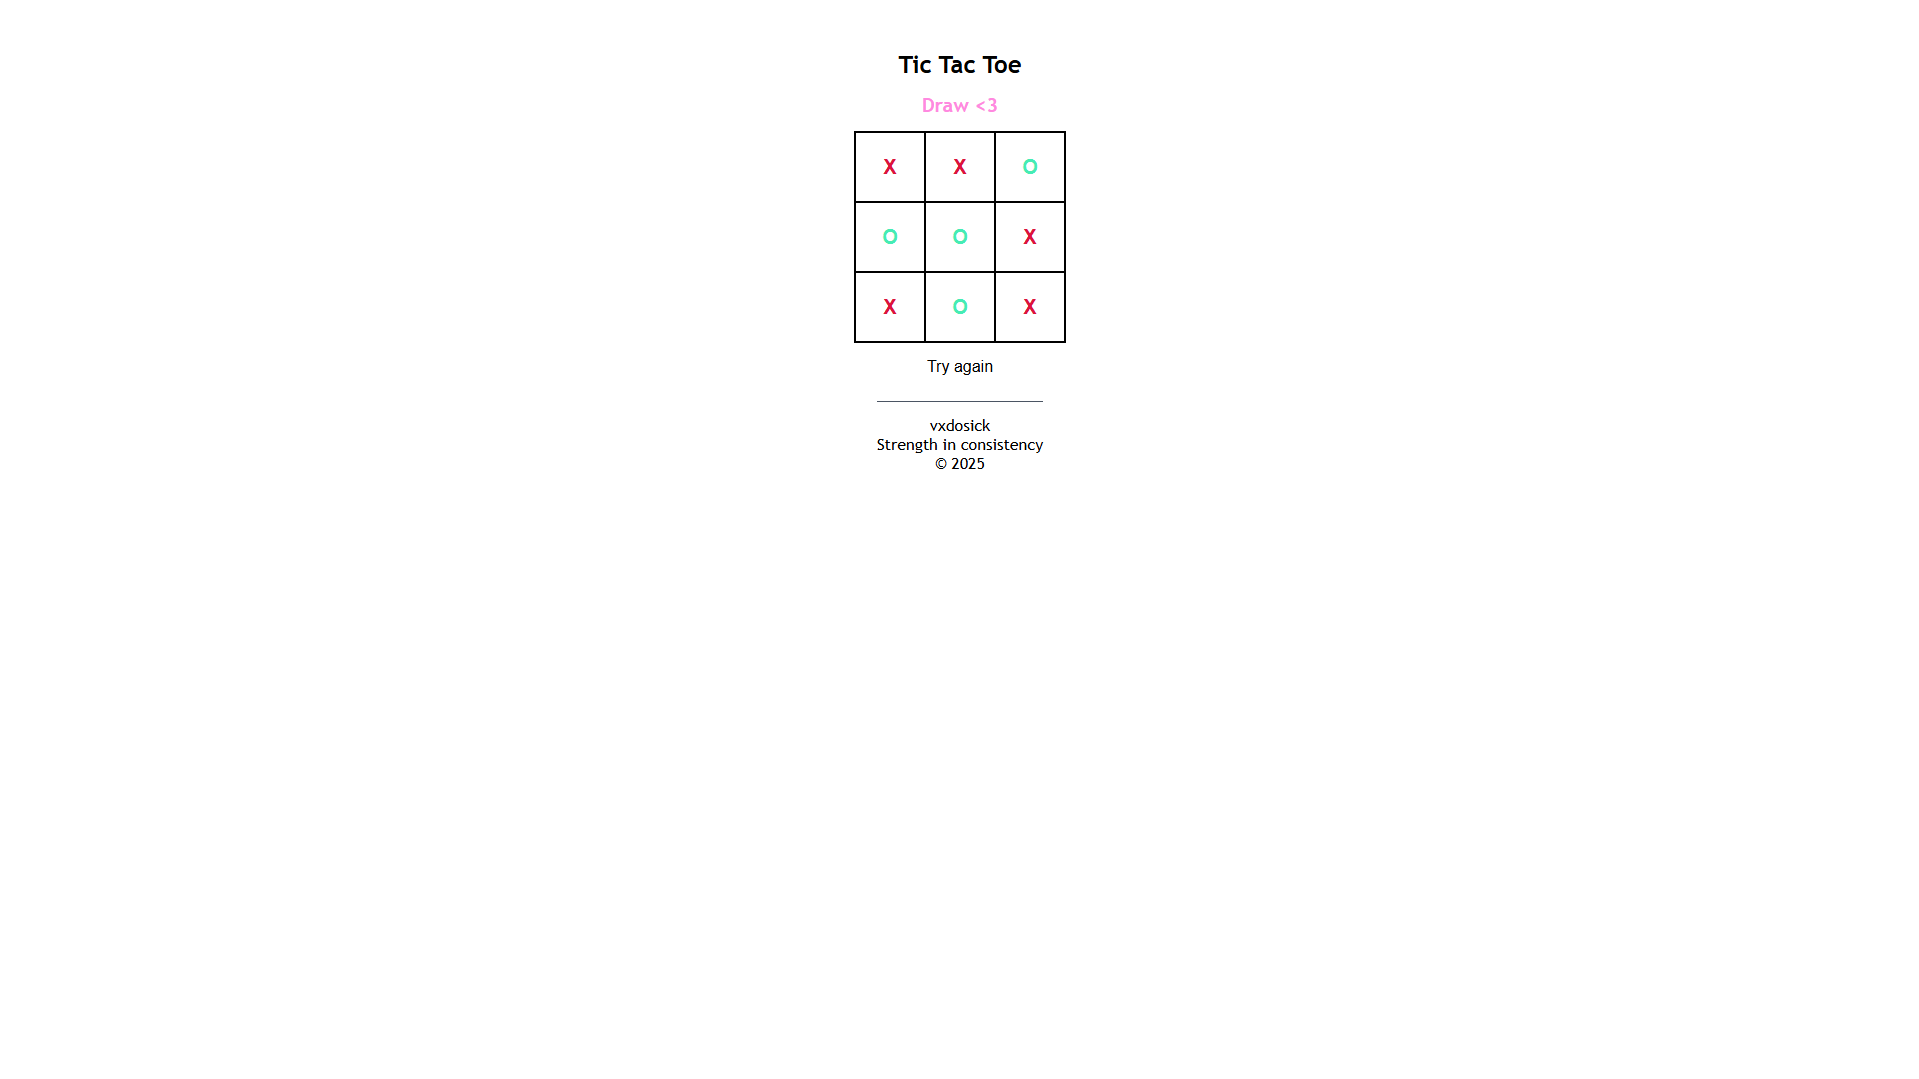 Tic Tac Toe
Draw <3
X X O
O O X
X O X
Try again
vxdosick
Strength in consistency
© 2025